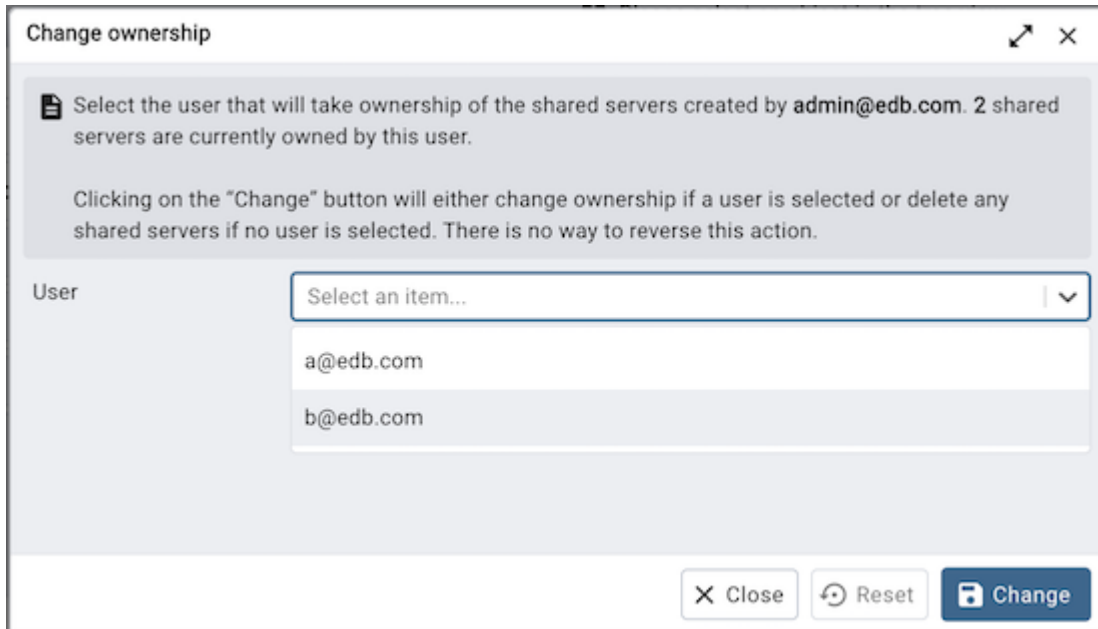 Change ownership
Select the user that will take ownership of the shared servers created by admin@edb.com. 2 shared
servers are currently owned by this user.
Clicking on the “Change” button will either change ownership if a user is selected or delete any
shared servers if no user is selected. There is no way to reverse this action.
User
Select an item...
a@edb.com
b@edb.com
Close
Reset
Change